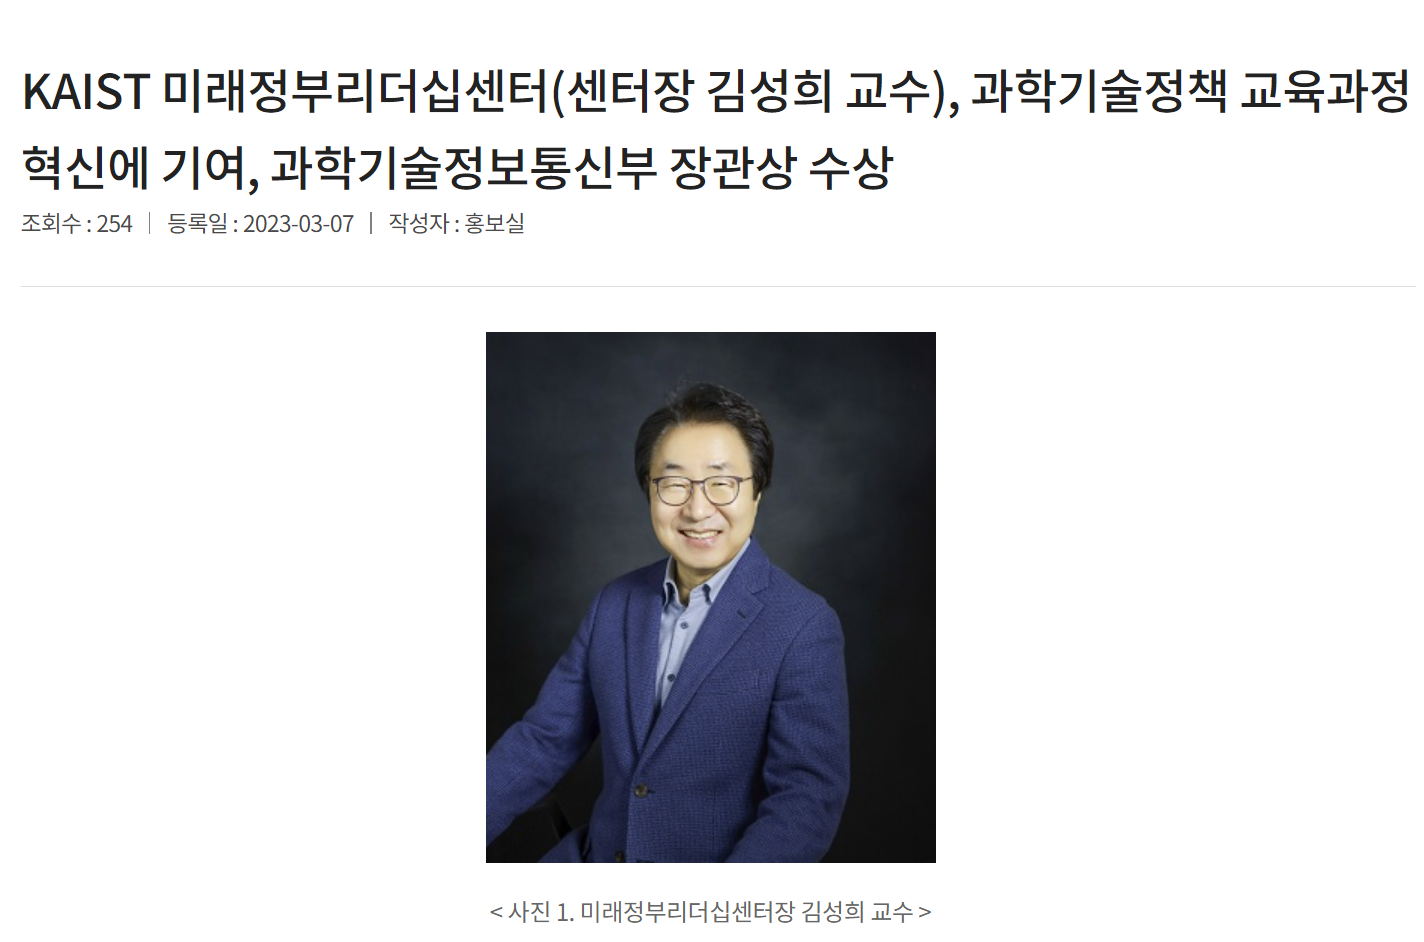 KAIST 미래정부리더십센터(센터장 김성희 교수), 과학기술정책 교육과정
혁신에 기여, 과학기술정보통신부 장관상 수상
조회수 : 254 | 등록일 : 2023-03-07 | 작성자 : 홍보실
< 사진 1. 미래정부리더십센터장 김성희 교수 >